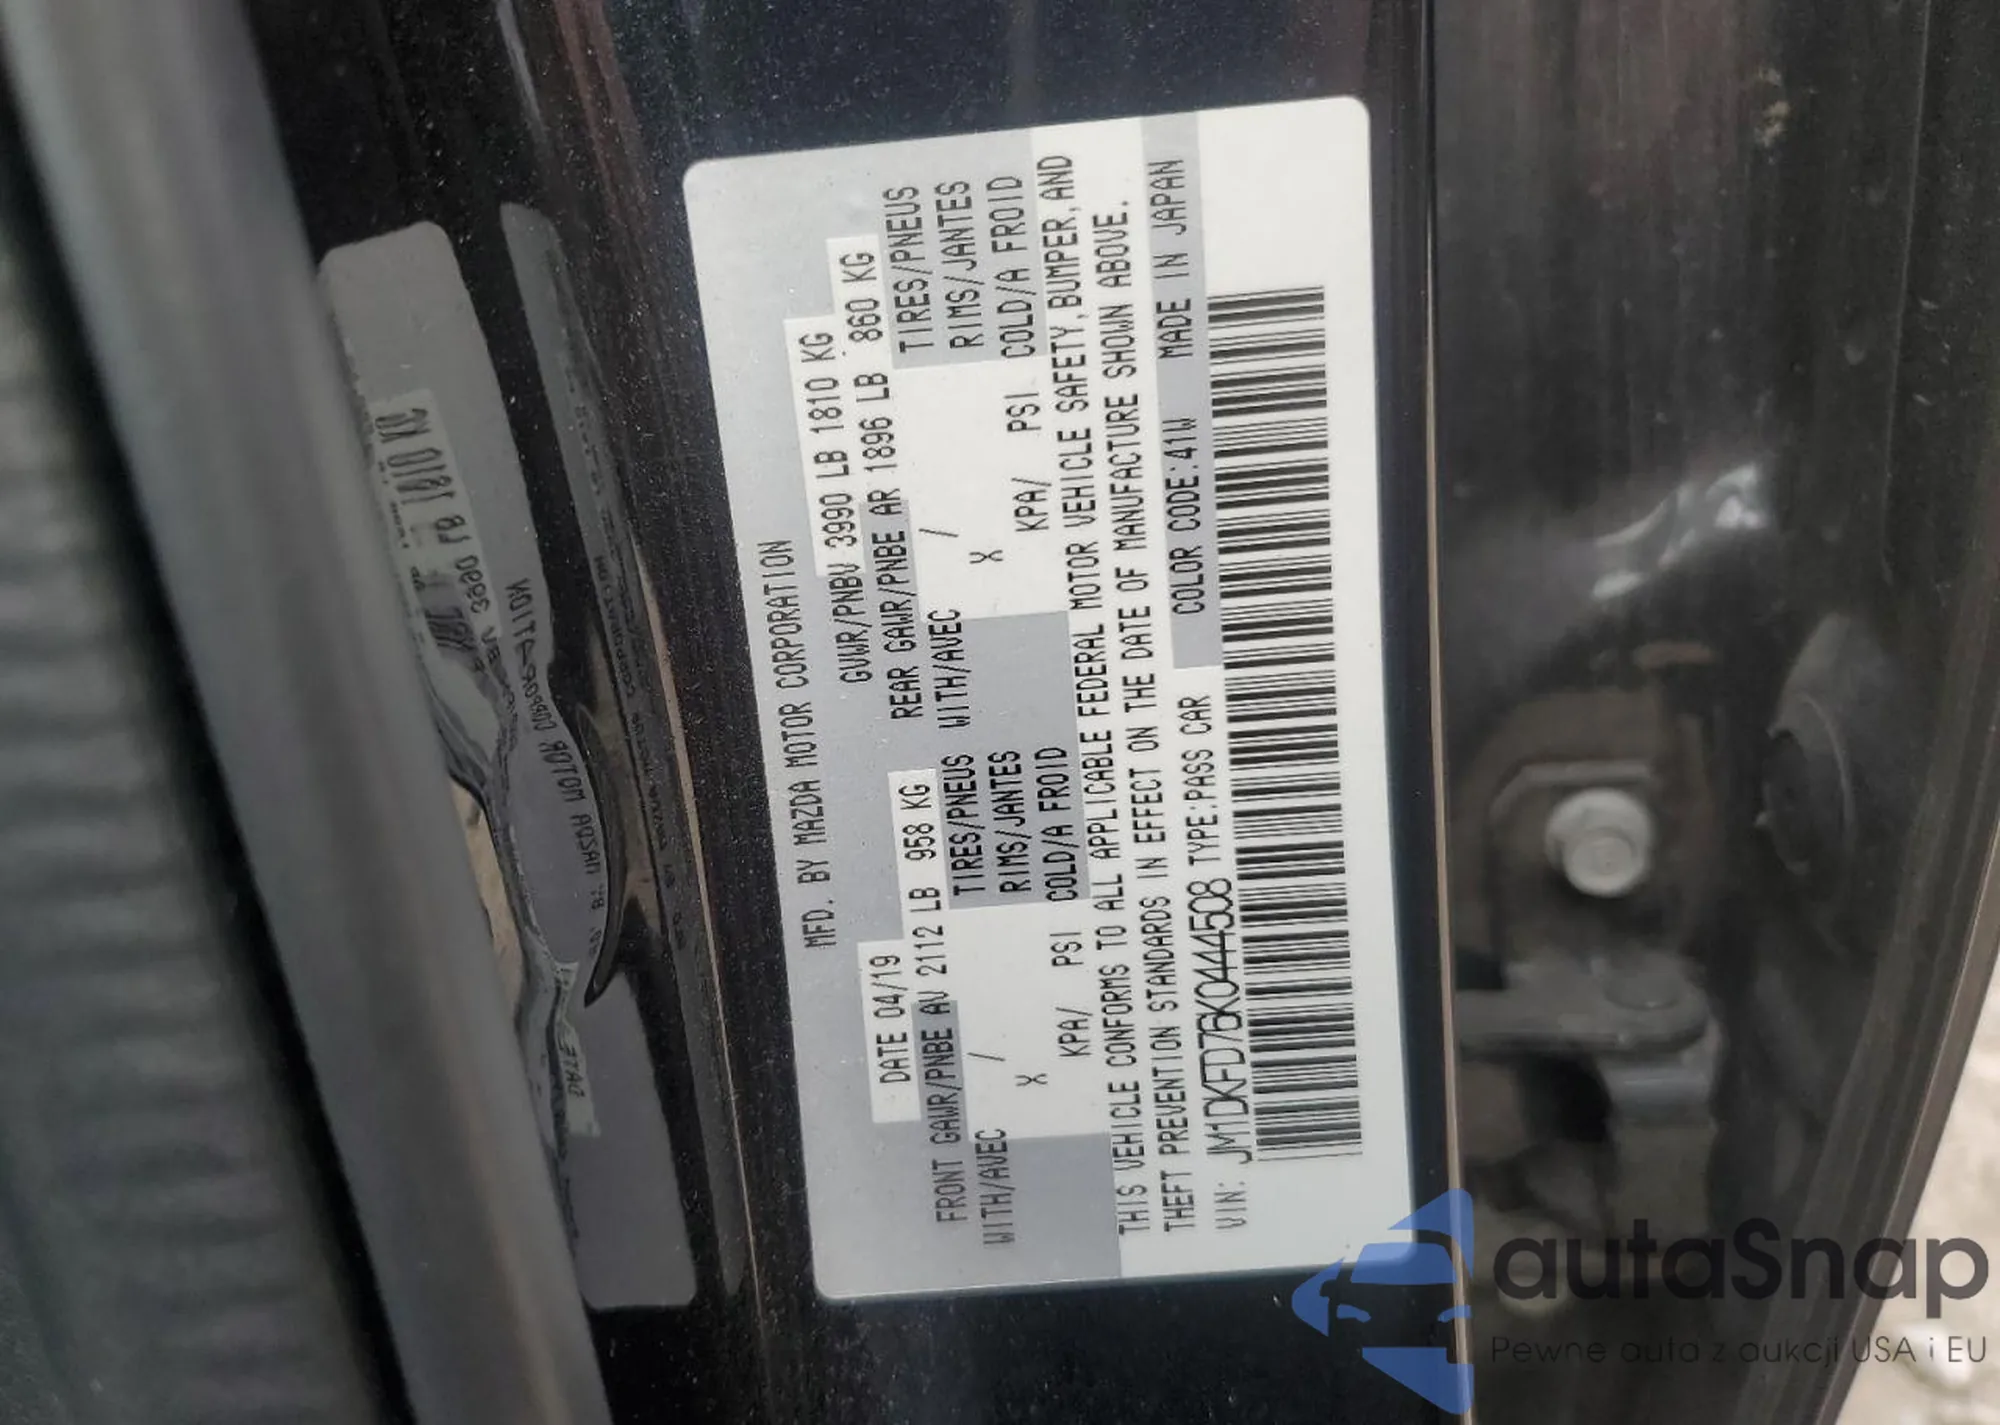 MFD. BY MAZDA MOTOR CORPORATION
DATE 04/19 GVWR/PNBV 3990 LB 1810 KG
FRONT GAWR/PNBE AV 2112 LB 958 KG REAR GAWR/PNBE AR 1896 LB 860 KG
WITH/AVEC / TIRES/PNEUS WITH/AVEC / TIRES/PNEUS
X RIMS/JANTES X RIMS/JANTES
KPA/ PSI COLD/A FROID KPA/ PSI COLD/A FROID
THIS VEHICLE CONFORMS TO ALL APPLICABLE FEDERAL MOTOR VEHICLE SAFETY, BUMPER, AND
THEFT PREVENTION STANDARDS IN EFFECT ON THE DATE OF MANUFACTURE SHOWN ABOVE.
VIN: JM1DKFD76K0444508 TYPE:PASS CAR COLOR CODE:41W MADE IN JAPAN
autaSnap
Pewne auta z aukcji USA i EU